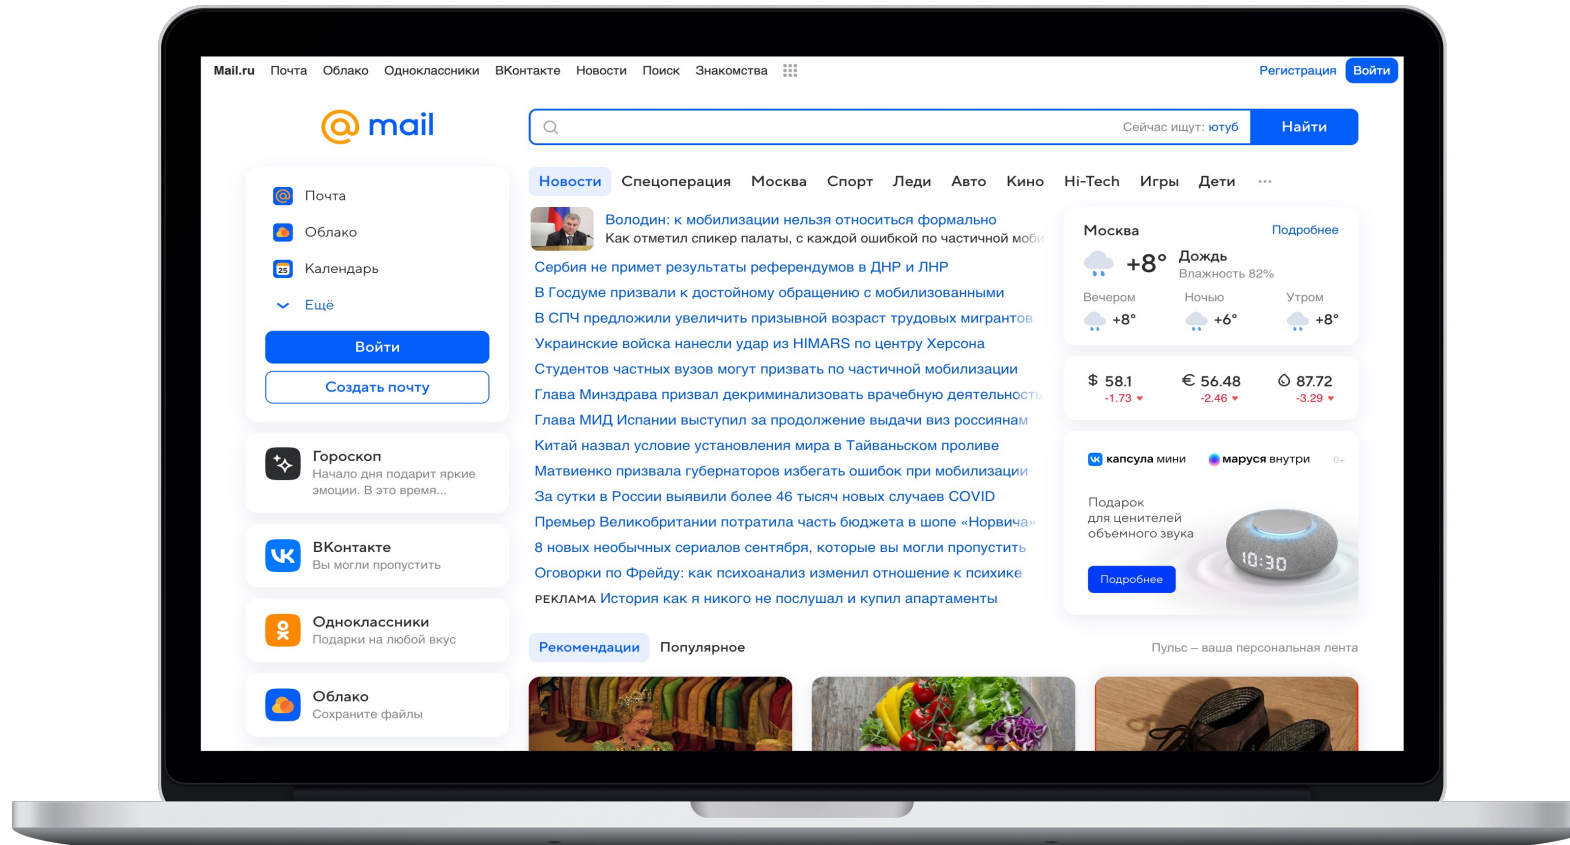 Mail.ru Почта Облако Одноклассники ВКонтакте Новости Поиск Знакомства
Регистрация Войти
@ mail
Сейчас ищут: ютуб Найти
Почта
Облако
25 Календарь
Ещё
Войти
Создать почту
Гороскоп
Начало дня подарит яркие
эмоции. В это время...
ВКонтакте
Вы могли пропустить
Одноклассники
Подарки на любой вкус
Облако
Сохраните файлы
Новости Спецоперация Москва Спорт Леди Авто Кино Hi-Tech Игры Дети ...
Володин: к мобилизации нельзя относиться формально
Как отметил спикер палаты, с каждой ошибкой по частичной моби
Сербия не примет результаты референдумов в ДНР и ЛНР
В Госдуме призвали к достойному обращению с мобилизованными
В СПЧ предложили увеличить призывной возраст трудовых мигрантов
Украинские войска нанесли удар из HIMARS по центру Херсона
Студентов частных вузов могут призвать по частичной мобилизации
Глава Минздрава призвал декриминализовать врачебную деятельность
Глава МИД Испании выступил за продолжение выдачи виз россиянам
Китай назвал условие установления мира в Тайваньском проливе
Матвиенко призвала губернаторов избегать ошибок при мобилизации
За сутки в России выявили более 46 тысяч новых случаев COVID
Премьер Великобритании потратила часть бюджета в шопе «Норвича»
8 новых необычных сериалов сентября, которые вы могли пропустить
Оговорки по Фрейду: как психоанализ изменил отношение к психике
РЕКЛАМА История как я никого не послушал и купил апартаменты
Москва Подробнее
+8° Дождь
Влажность 82%
Вечером Ночью Утром
+8° +6° +8°
$ 58.1 € 56.48 87.72
-1.73 -2.46 -3.29
капсула мини маруся внутри 0+
Подарок
для ценителей
объемного звука
10:30
Подробнее
Рекомендации Популярное
Пульс – ваша персональная лента